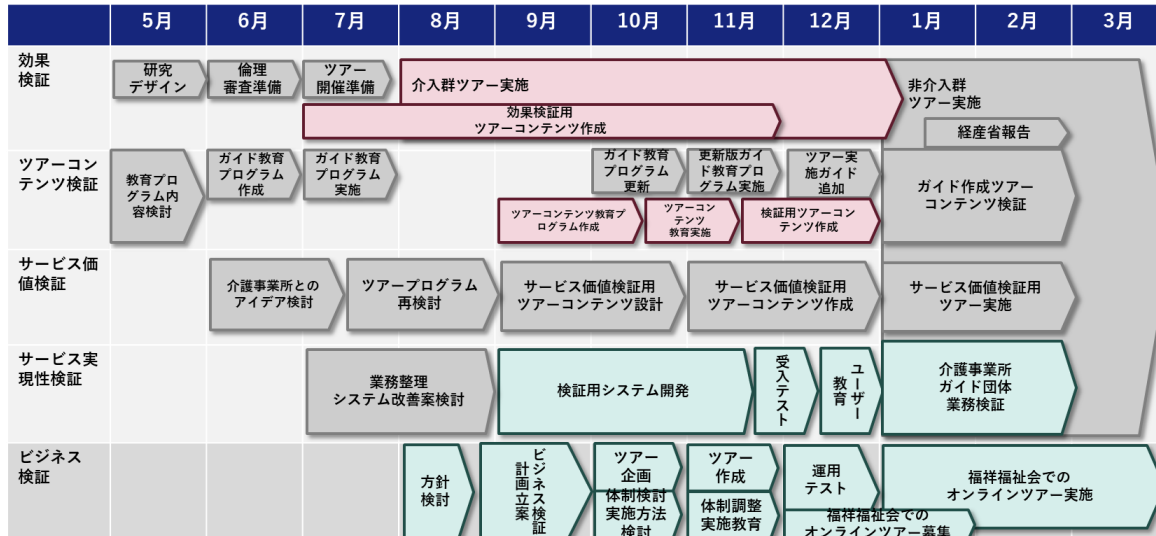 5月 6月 7月 8月 9月 10月 11月 12月 1月 2月 3月
効果
検証
研究
デザイン
倫理
審査準備
ツアー
開催準備
介入群ツアー実施
効果検証用
ツアーコンテンツ作成
非介入群
ツアー実施
経産省報告
ツアーコン
テンツ検証
教育プロ
グラム内
容検討
ガイド教育
プログラム
作成
ガイド教育
プログラム
実施
ガイド教育
プログラム
更新
更新版ガイ
ド教育プロ
グラム実施
ツアー実
施ガイド
追加
ツアーコンテンツ教育プ
ログラム作成
ツアーコン
テンツ
教育実施
検証用ツアーコン
テンツ作成
ガイド作成ツアー
コンテンツ検証
サービス価
値検証
介護事業所との
アイデア検討
ツアープログラム
再検討
サービス価値検証用
ツアーコンテンツ設計
サービス価値検証用
ツアーコンテンツ作成
サービス価値検証用
ツアー実施
サービス実
現性検証
業務整理
システム改善案検討
検証用システム開発
受入テスト
ユーザー
教育
介護事業所
ガイド団体
業務検証
ビジネス
検証
方針
検討
ビジネス検証
計画立案
ツアー
企画
体制検討
実施方法
検討
ツアー
作成
体制調整
実施教育
運用
テスト
福祥福祉会での
オンラインツアー募集
福祥福祉会での
オンラインツアー実施